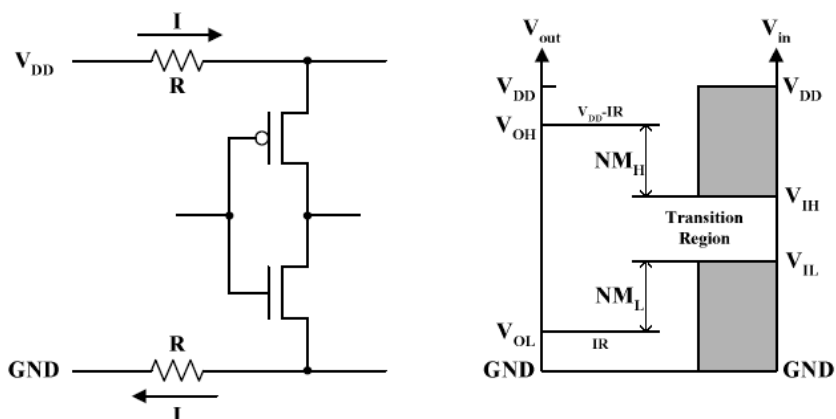 I
V_DD
R
R
GND
I
V_out
V_in
V_DD
V_DD
V_OH
V_DD-IR
NM_H
V_IH
Transition
Region
V_IL
NM_L
V_OL
IR
GND
GND